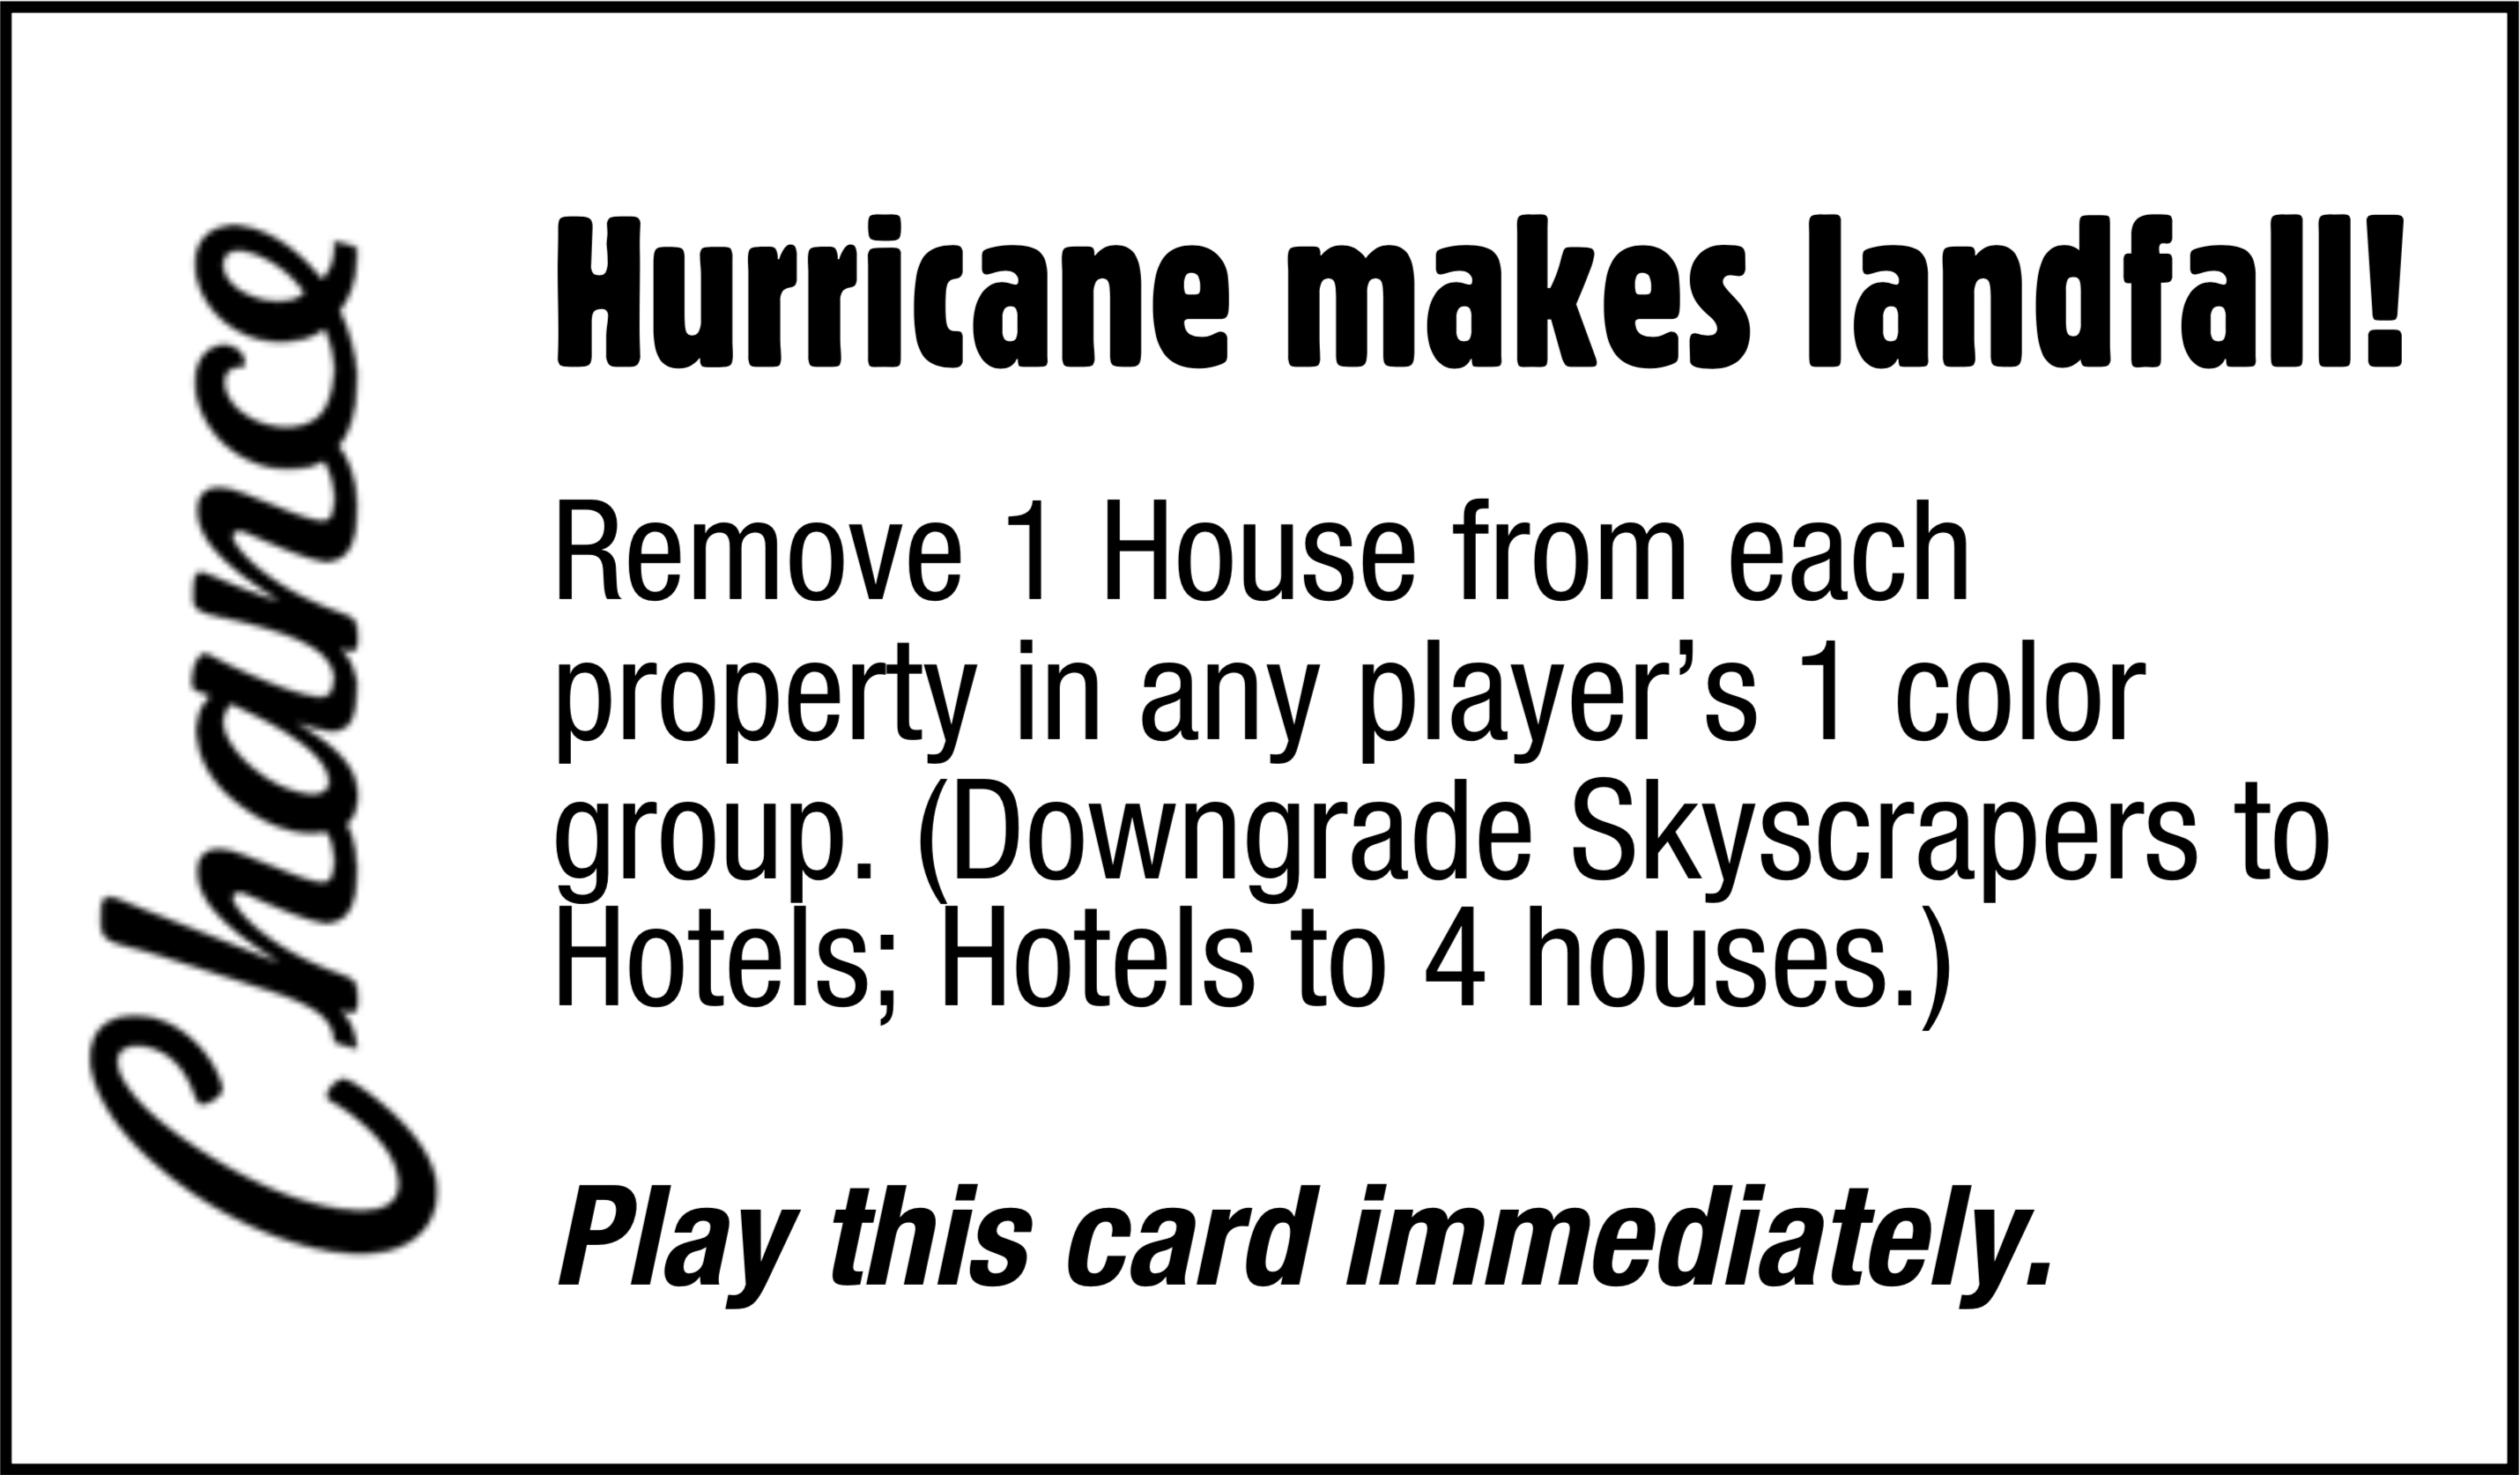 Chance
Hurricane makes landfall!
Remove 1 House from each
property in any player’s 1 color
group. (Downgrade Skyscrapers to
Hotels; Hotels to 4 houses.)
Play this card immediately.